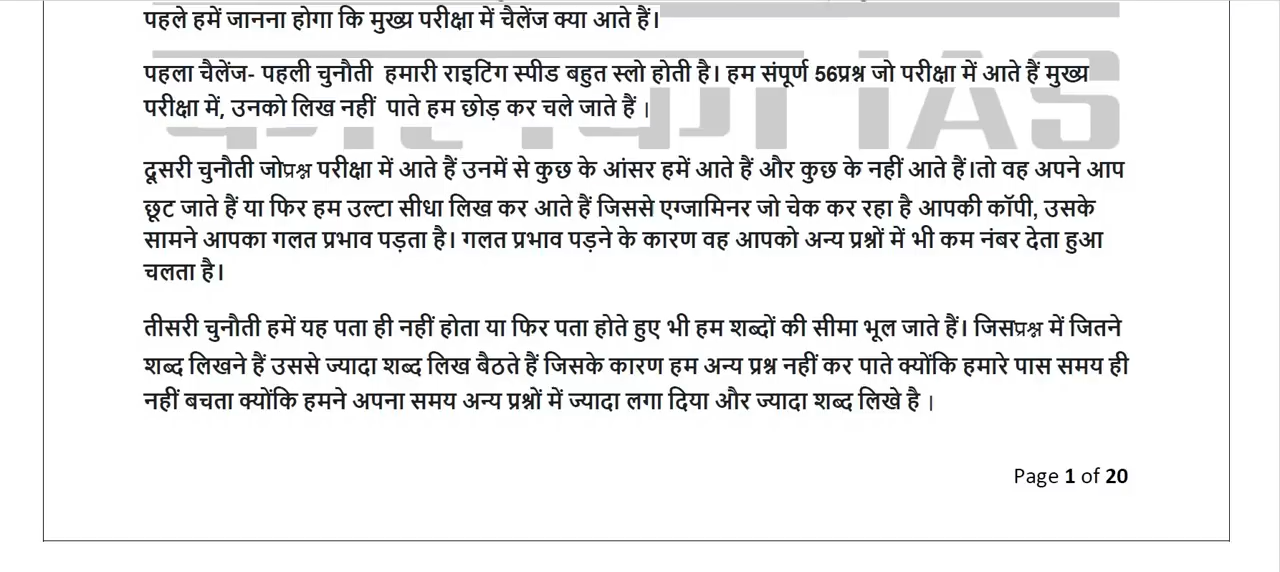 पहले हमें जानना होगा कि मुख्य परीक्षा में चैलेंज क्या आते हैं।
पहला चैलेंज- पहली चुनौती हमारी राइटिंग स्पीड बहुत स्लो होती है। हम संपूर्ण 56प्रश्न जो परीक्षा में आते हैं मुख्य
परीक्षा में, उनको लिख नहीं पाते हम छोड़ कर चले जाते हैं ।
IAS
दूसरी चुनौती जोप्रश्न परीक्षा में आते हैं उनमें से कुछ के आंसर हमें आते हैं और कुछ के नहीं आते हैं।तो वह अपने आप
छूट जाते हैं या फिर हम उल्टा सीधा लिख कर आते हैं जिससे एग्जामिनर जो चेक कर रहा है आपकी कॉपी, उसके
सामने आपका गलत प्रभाव पड़ता है। गलत प्रभाव पड़ने के कारण वह आपको अन्य प्रश्नों में भी कम नंबर देता हुआ
चलता है।
तीसरी चुनौती हमें यह पता ही नहीं होता या फिर पता होते हुए भी हम शब्दों की सीमा भूल जाते हैं। जिसप्रश्न में जितने
शब्द लिखने हैं उससे ज्यादा शब्द लिख बैठते हैं जिसके कारण हम अन्य प्रश्न नहीं कर पाते क्योंकि हमारे पास समय ही
नहीं बचता क्योंकि हमने अपना समय अन्य प्रश्नों में ज्यादा लगा दिया और ज्यादा शब्द लिखे है ।
Page 1 of 20